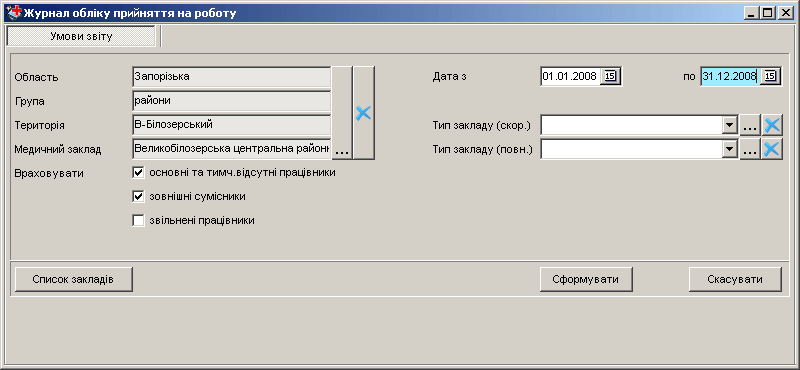 Журнал обліку прийняття на роботу
Умови звіту
Область Запорізька Дата з 01.01.2008 15 по 31.12.2008 15
Група райони
Територія В-Білозерський Тип закладу (скор.) ...
Медичний заклад Великобілозерська центральна районн ... Тип закладу (повн.) ...
Враховувати основні та тимч.відсутні працівники
зовнішні сумісники
звільнені працівники
Список закладів Сформувати Скасувати